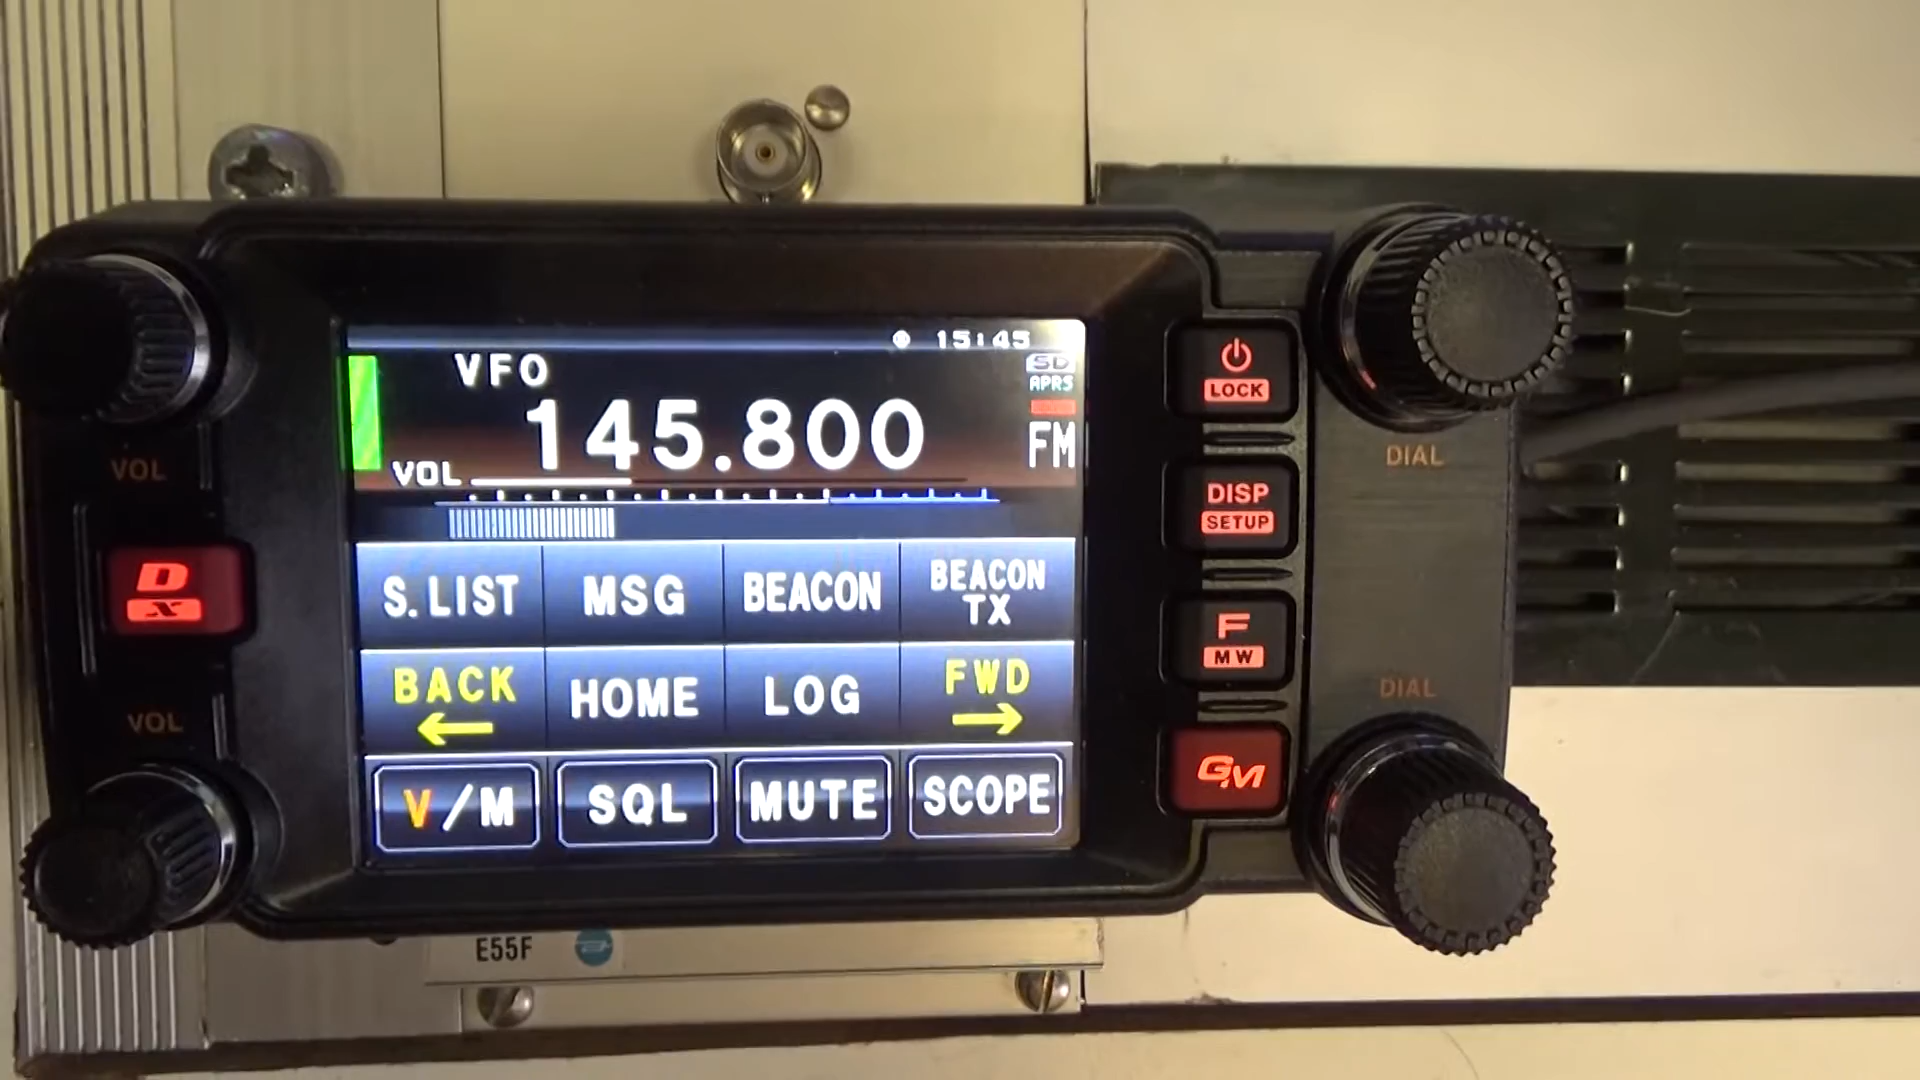 15:45
VFO
SD
APRS
145.800
FM
VOL
S.LIST MSG BEACON BEACON TX
BACK HOME LOG FWD
V/M SQL MUTE SCOPE
VOL
D
X
VOL
LOCK
DISP
SETUP
F
MW
GM
DIAL
DIAL
E55F